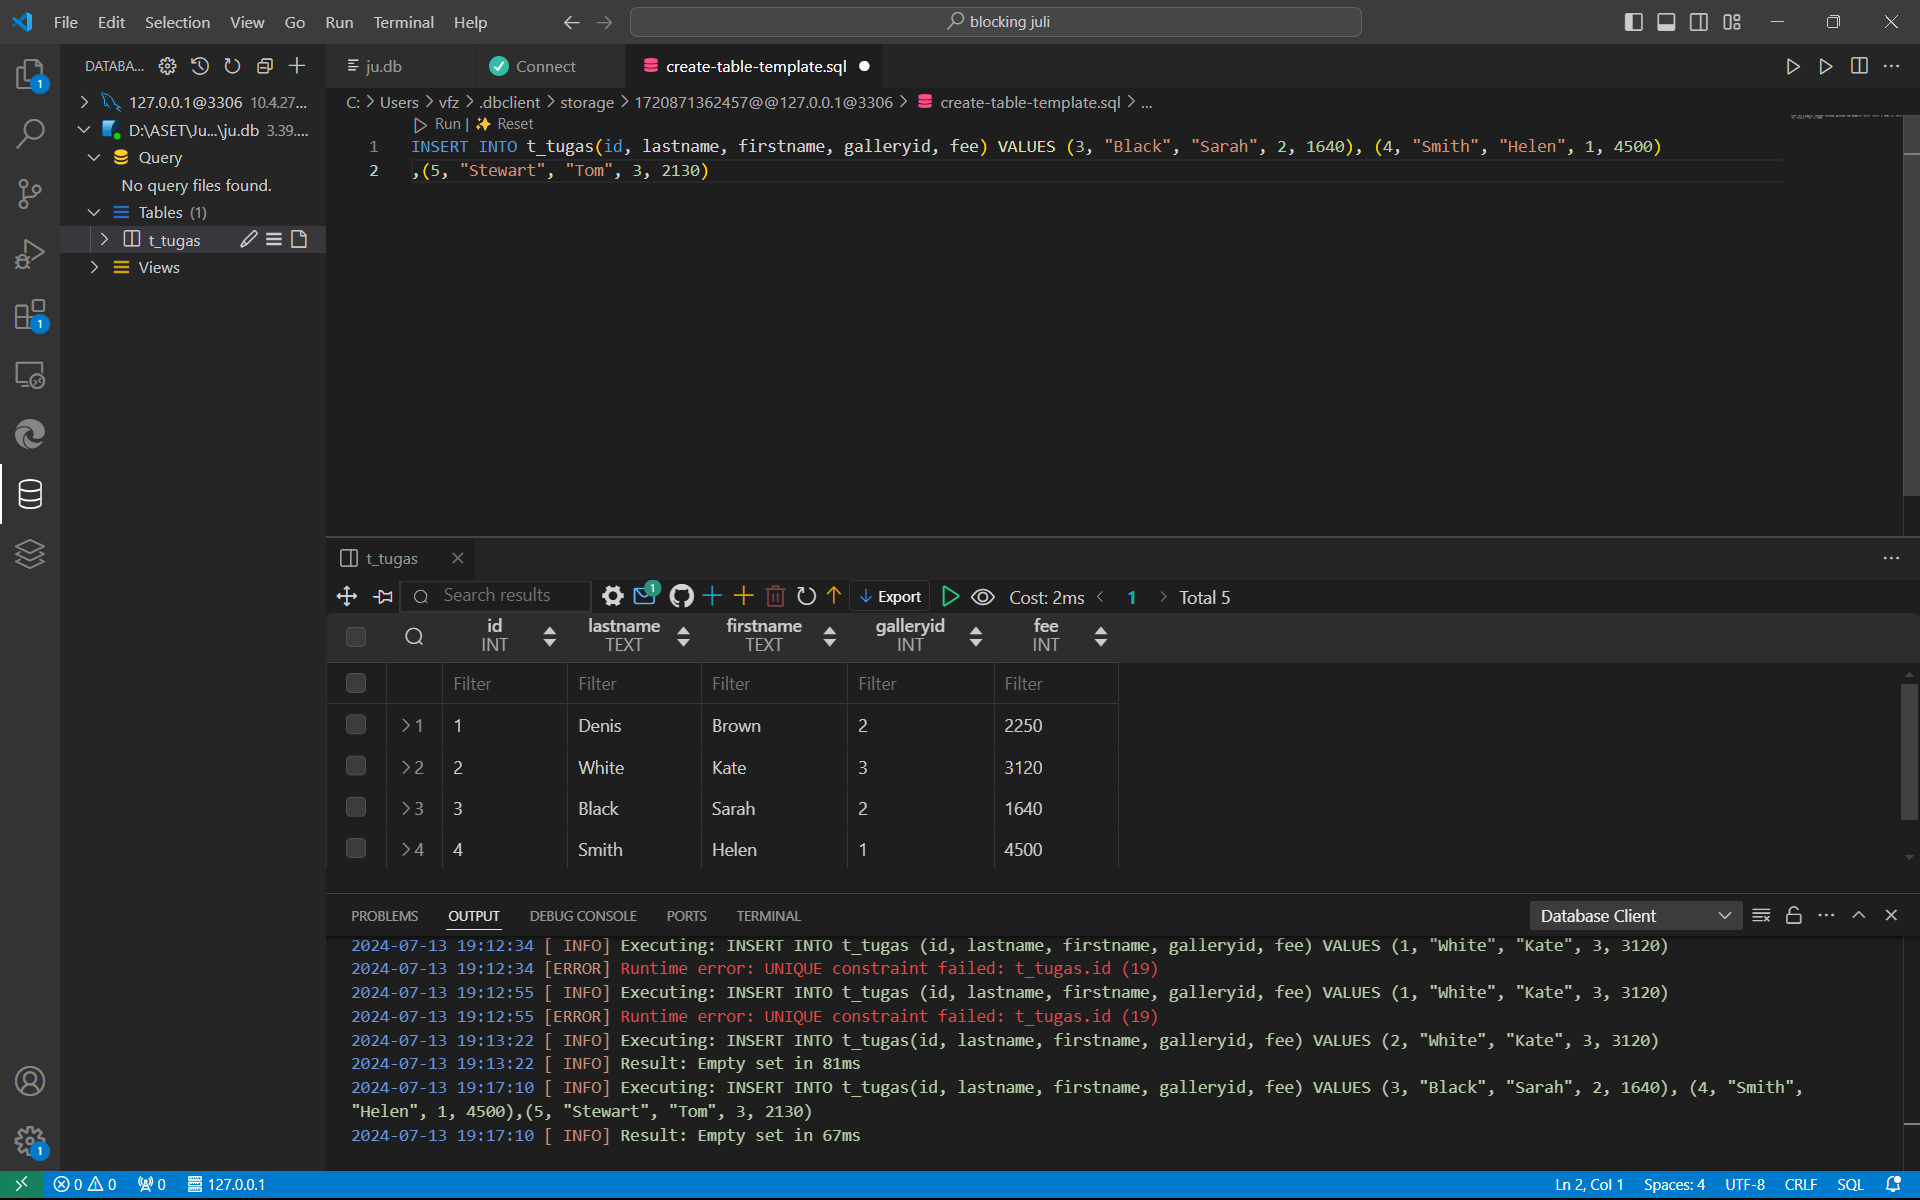 File Edit Selection View Go Run Terminal Help
blocking juli
DATABA...
ju.db
Connect
create-table-template.sql
127.0.0.1@3306 10.4.27...
D:\ASET\Ju...\ju.db 3.39....
Query
No query files found.
Tables (1)
t_tugas
Views
C: > Users > vfz > .dbclient > storage > 1720871362457@@127.0.0.1@3306 > create-table-template.sql > ...
Run | Reset
1 INSERT INTO t_tugas(id, lastname, firstname, galleryid, fee) VALUES (3, "Black", "Sarah", 2, 1640), (4, "Smith", "Helen", 1, 4500)
2 ,(5, "Stewart", "Tom", 3, 2130)
t_tugas
Search results
1
Export
Cost: 2ms < 1 > Total 5
id lastname firstname galleryid fee
INT TEXT TEXT INT INT
Filter Filter Filter Filter Filter
1 1 Denis Brown 2 2250
2 2 White Kate 3 3120
3 3 Black Sarah 2 1640
4 4 Smith Helen 1 4500
PROBLEMS OUTPUT DEBUG CONSOLE PORTS TERMINAL
Database Client
2024-07-13 19:12:34 [ INFO] Executing: INSERT INTO t_tugas (id, lastname, firstname, galleryid, fee) VALUES (1, "White", "Kate", 3, 3120)
2024-07-13 19:12:34 [ERROR] Runtime error: UNIQUE constraint failed: t_tugas.id (19)
2024-07-13 19:12:55 [ INFO] Executing: INSERT INTO t_tugas (id, lastname, firstname, galleryid, fee) VALUES (1, "White", "Kate", 3, 3120)
2024-07-13 19:12:55 [ERROR] Runtime error: UNIQUE constraint failed: t_tugas.id (19)
2024-07-13 19:13:22 [ INFO] Executing: INSERT INTO t_tugas(id, lastname, firstname, galleryid, fee) VALUES (2, "White", "Kate", 3, 3120)
2024-07-13 19:13:22 [ INFO] Result: Empty set in 81ms
2024-07-13 19:17:10 [ INFO] Executing: INSERT INTO t_tugas(id, lastname, firstname, galleryid, fee) VALUES (3, "Black", "Sarah", 2, 1640), (4, "Smith",
"Helen", 1, 4500),(5, "Stewart", "Tom", 3, 2130)
2024-07-13 19:17:10 [ INFO] Result: Empty set in 67ms
1
1
1
0 0 0 127.0.0.1
Ln 2, Col 1 Spaces: 4 UTF-8 CRLF SQL